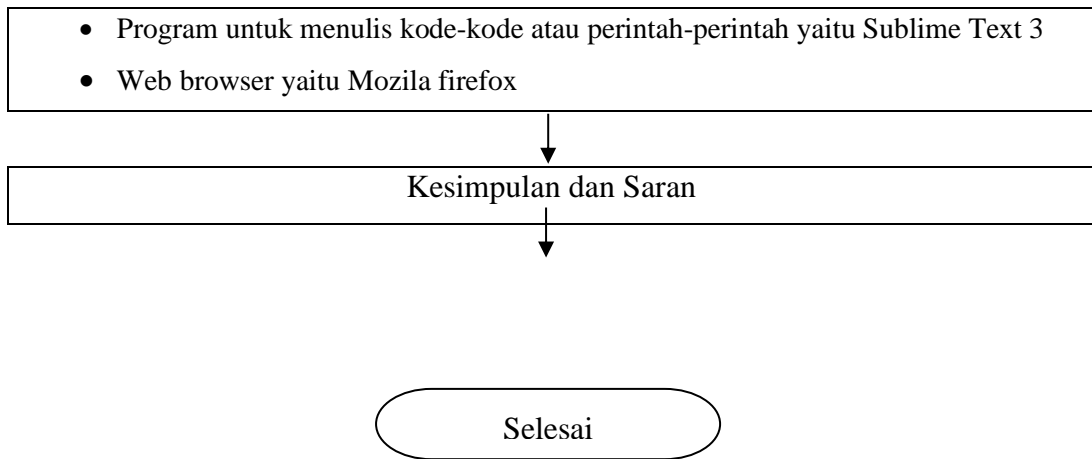 • Program untuk menulis kode-kode atau perintah-perintah yaitu Sublime Text 3
• Web browser yaitu Mozila firefox
Kesimpulan dan Saran
Selesai